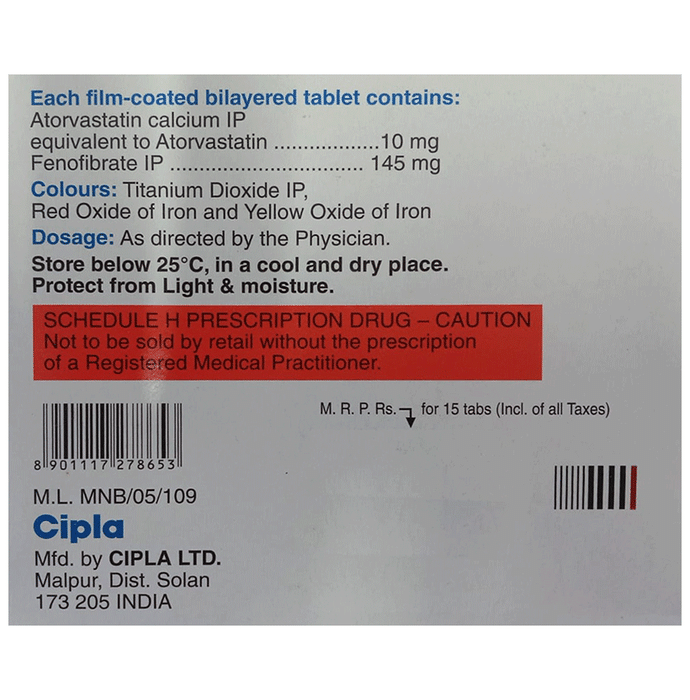 Each film-coated bilayered tablet contains:
Atorvastatin calcium IP
equivalent to Atorvastatin ..................10 mg
Fenofibrate IP ................................. 145 mg
Colours: Titanium Dioxide IP,
Red Oxide of Iron and Yellow Oxide of Iron
Dosage: As directed by the Physician.
Store below 25°C, in a cool and dry place.
Protect from Light & moisture.
SCHEDULE H PRESCRIPTION DRUG – CAUTION
Not to be sold by retail without the prescription
of a Registered Medical Practitioner.
M. R. P. Rs. for 15 tabs (Incl. of all Taxes)
8 901117 278653
M.L. MNB/05/109
Cipla
Mfd. by CIPLA LTD.
Malpur, Dist. Solan
173 205 INDIA